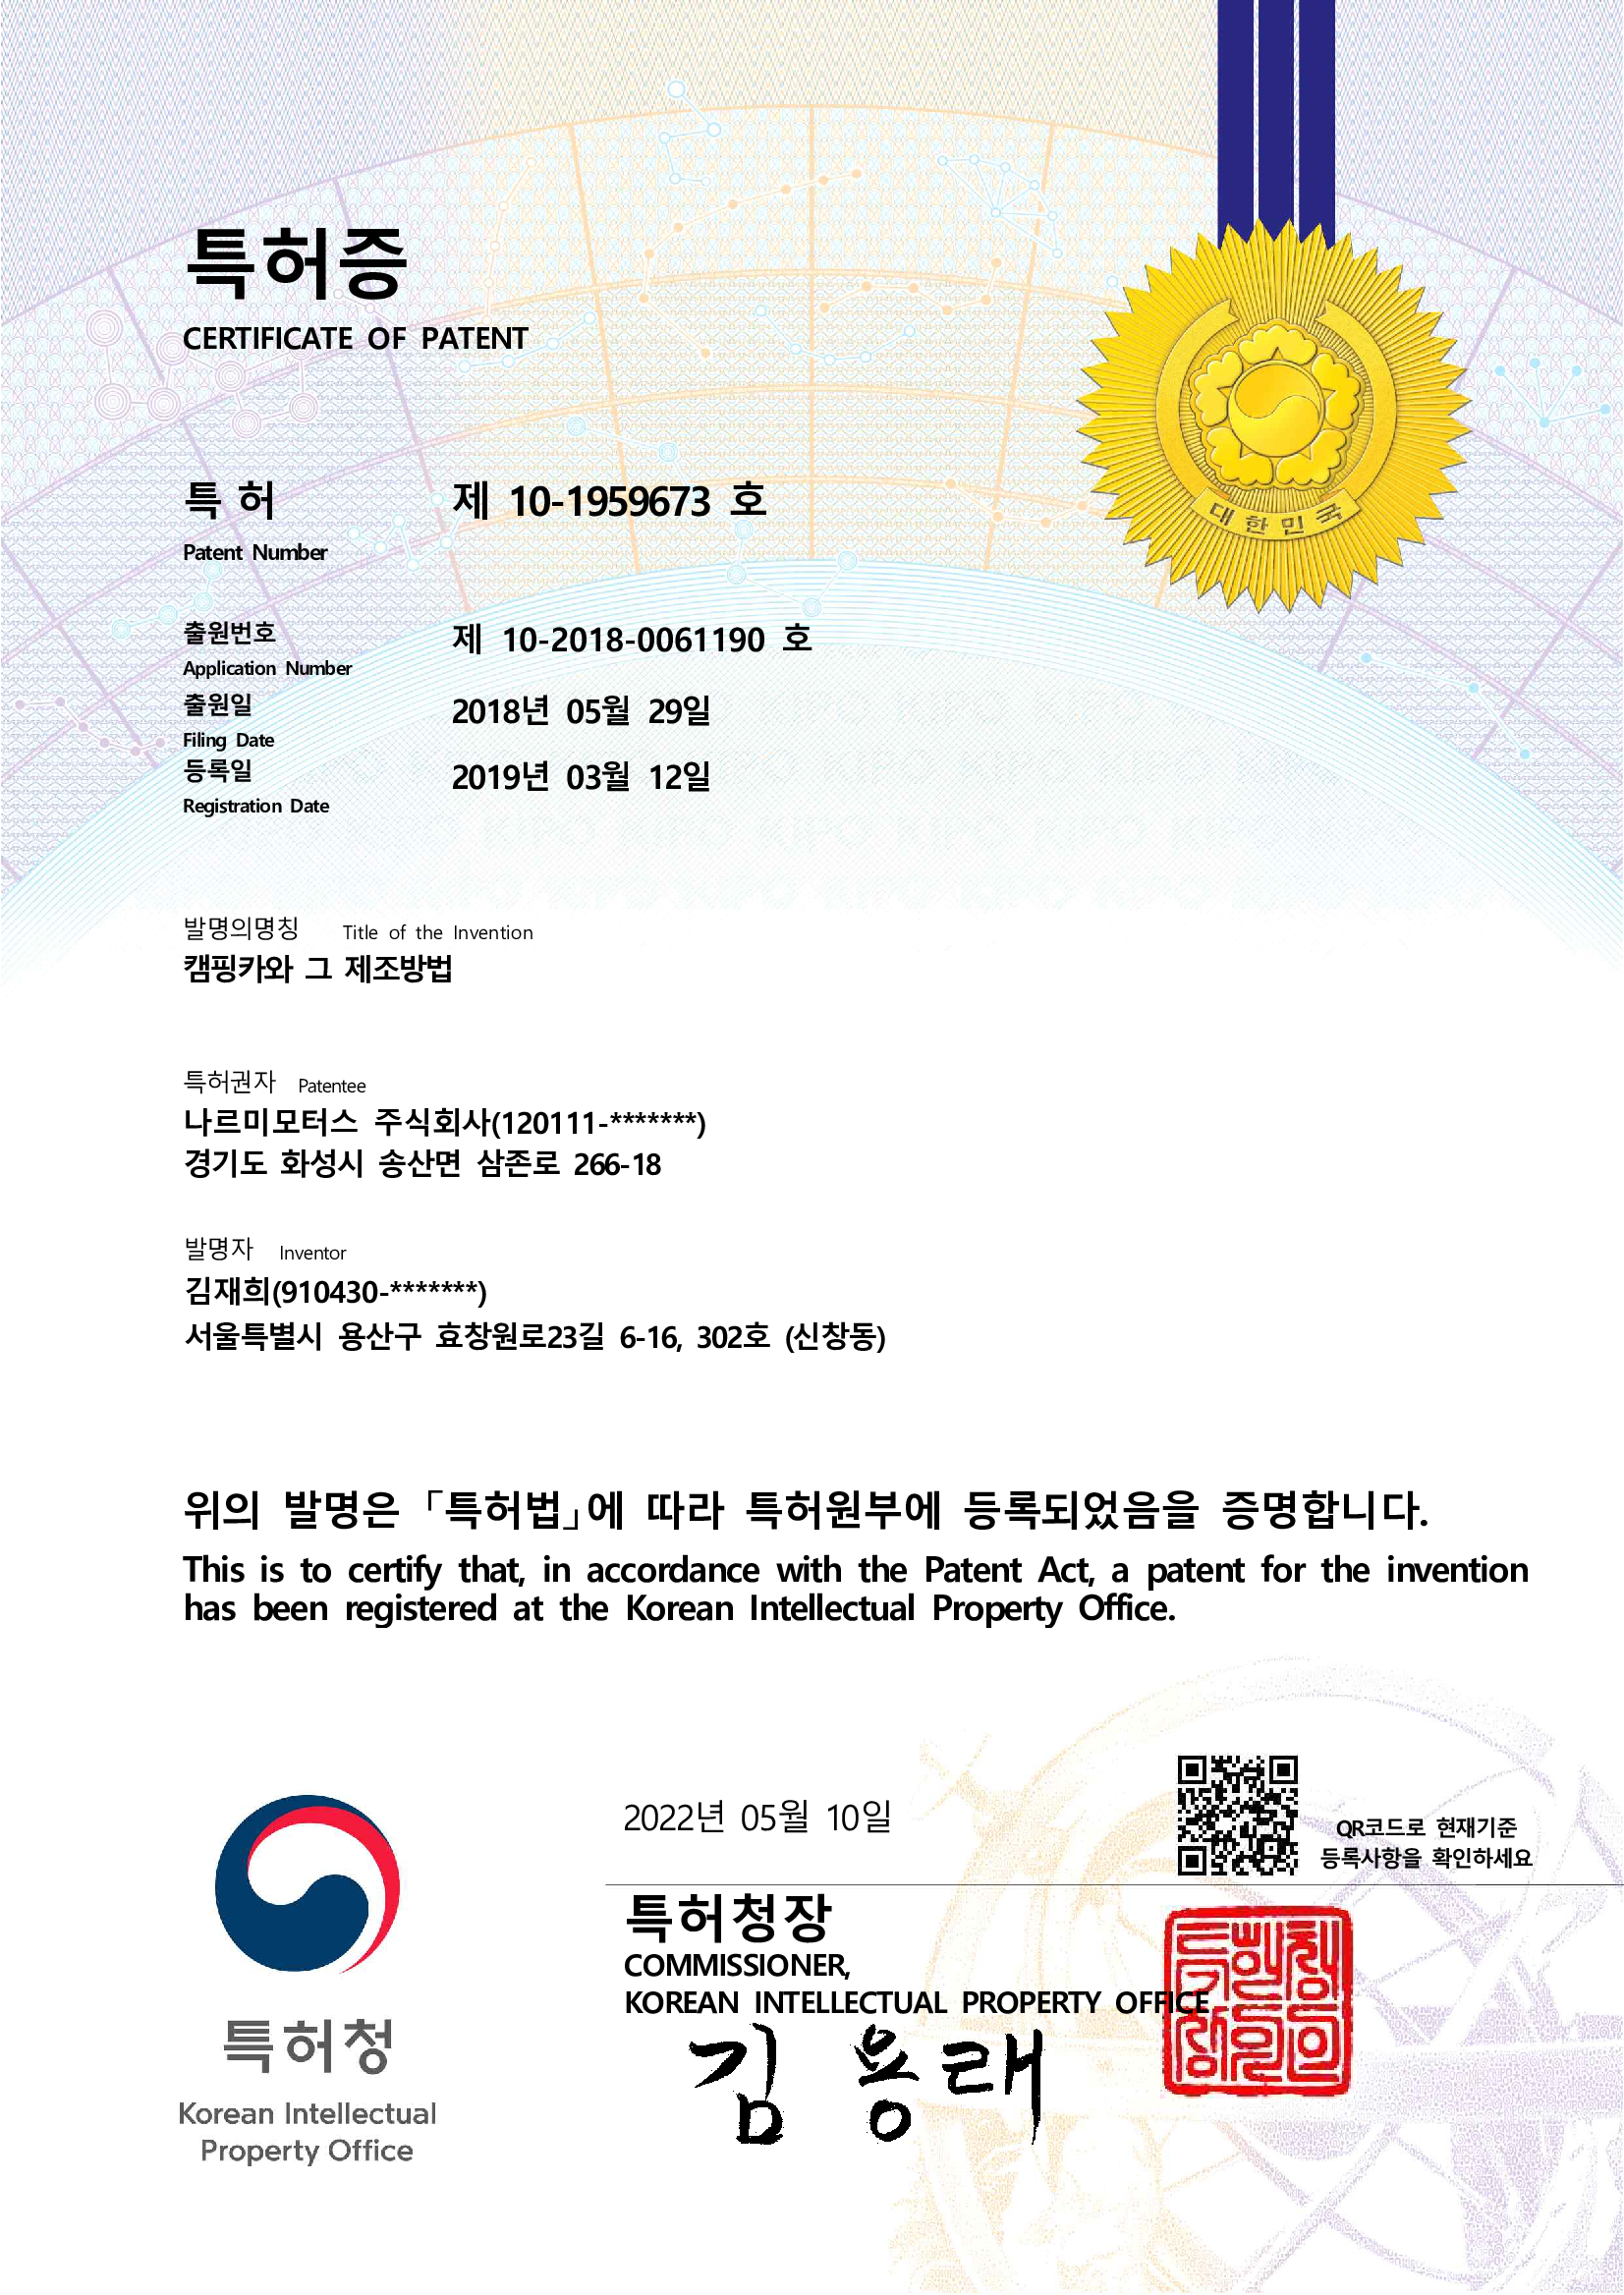 특허증
CERTIFICATE OF PATENT
대한민국
특 허 제 10-1959673 호
Patent Number
출원번호 제 10-2018-0061190 호
Application Number
출원일 2018년 05월 29일
Filing Date
등록일 2019년 03월 12일
Registration Date
발명의명칭 Title of the Invention
캠핑카와 그 제조방법
특허권자 Patentee
나르미모터스 주식회사(120111-*******)
경기도 화성시 송산면 삼존로 266-18
발명자 Inventor
김재희(910430-*******)
서울특별시 용산구 효창원로23길 6-16, 302호 (신창동)
위의 발명은 「특허법」에 따라 특허원부에 등록되었음을 증명합니다.
This is to certify that, in accordance with the Patent Act, a patent for the invention
has been registered at the Korean Intellectual Property Office.
2022년 05월 10일
QR코드로 현재기준
등록사항을 확인하세요
특허청장
COMMISSIONER,
KOREAN INTELLECTUAL PROPERTY OFFICE
김용래
특허청
Korean Intellectual
Property Office